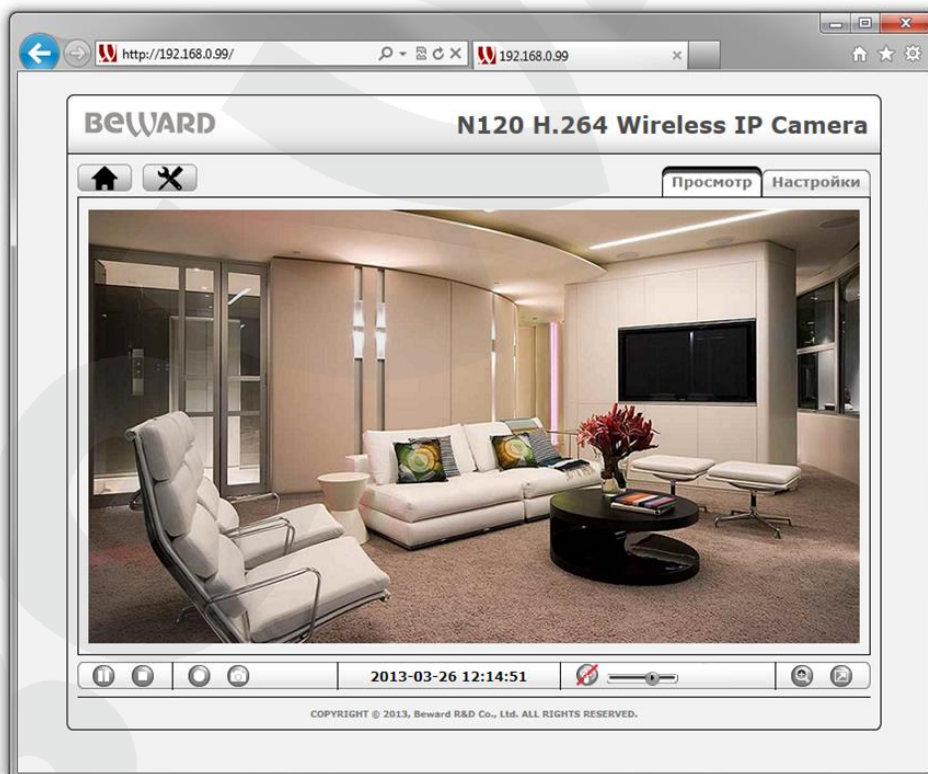 http://192.168.0.99/
192.168.0.99
BEWARD
N120 H.264 Wireless IP Camera
Просмотр
Настройки
2013-03-26 12:14:51
COPYRIGHT © 2013, Beward R&D Co., Ltd. ALL RIGHTS RESERVED.